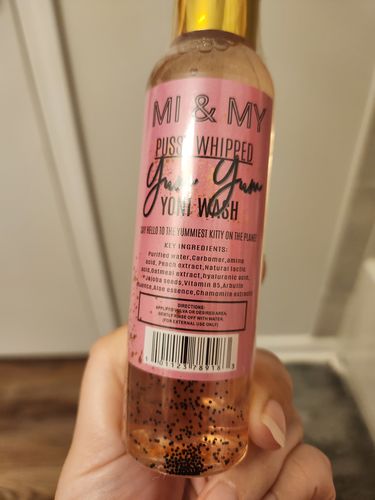 MI & MY
PUSSY WHIPPED
Yum Yum
YONI WASH
SAY HELLO TO THE YUMMIEST KITTY ON THE PLANET
KEY INGREDIENTS:
Purified water, Carbomer, amino
acid, Peach extract, Natural lactic
acid, oatmeal extract, hyaluronic acid,
Jojoba beads, Vitamin B5, Arbutin
essence, Aloe essence, Chamomile extract
DIRECTIONS:
APPLY TO VULVA OR DESIRED AREA,
GENTLY RINSE OFF WITH WATER.
(FOR EXTERNAL USE ONLY)